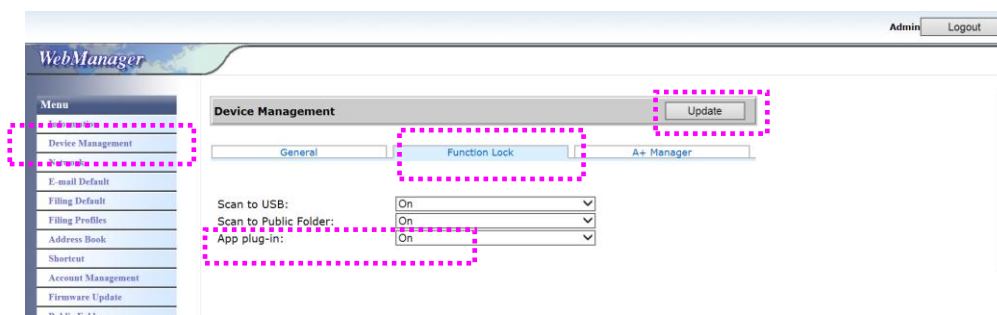 Admin Logout
WebManager
Menu
Information
Device Management
Network
E-mail Default
Filing Default
Filing Profiles
Address Book
Shortcut
Account Management
Firmware Update
Device Management Update
General Function Lock A+ Manager
Scan to USB: On
Scan to Public Folder: On
App plug-in: On